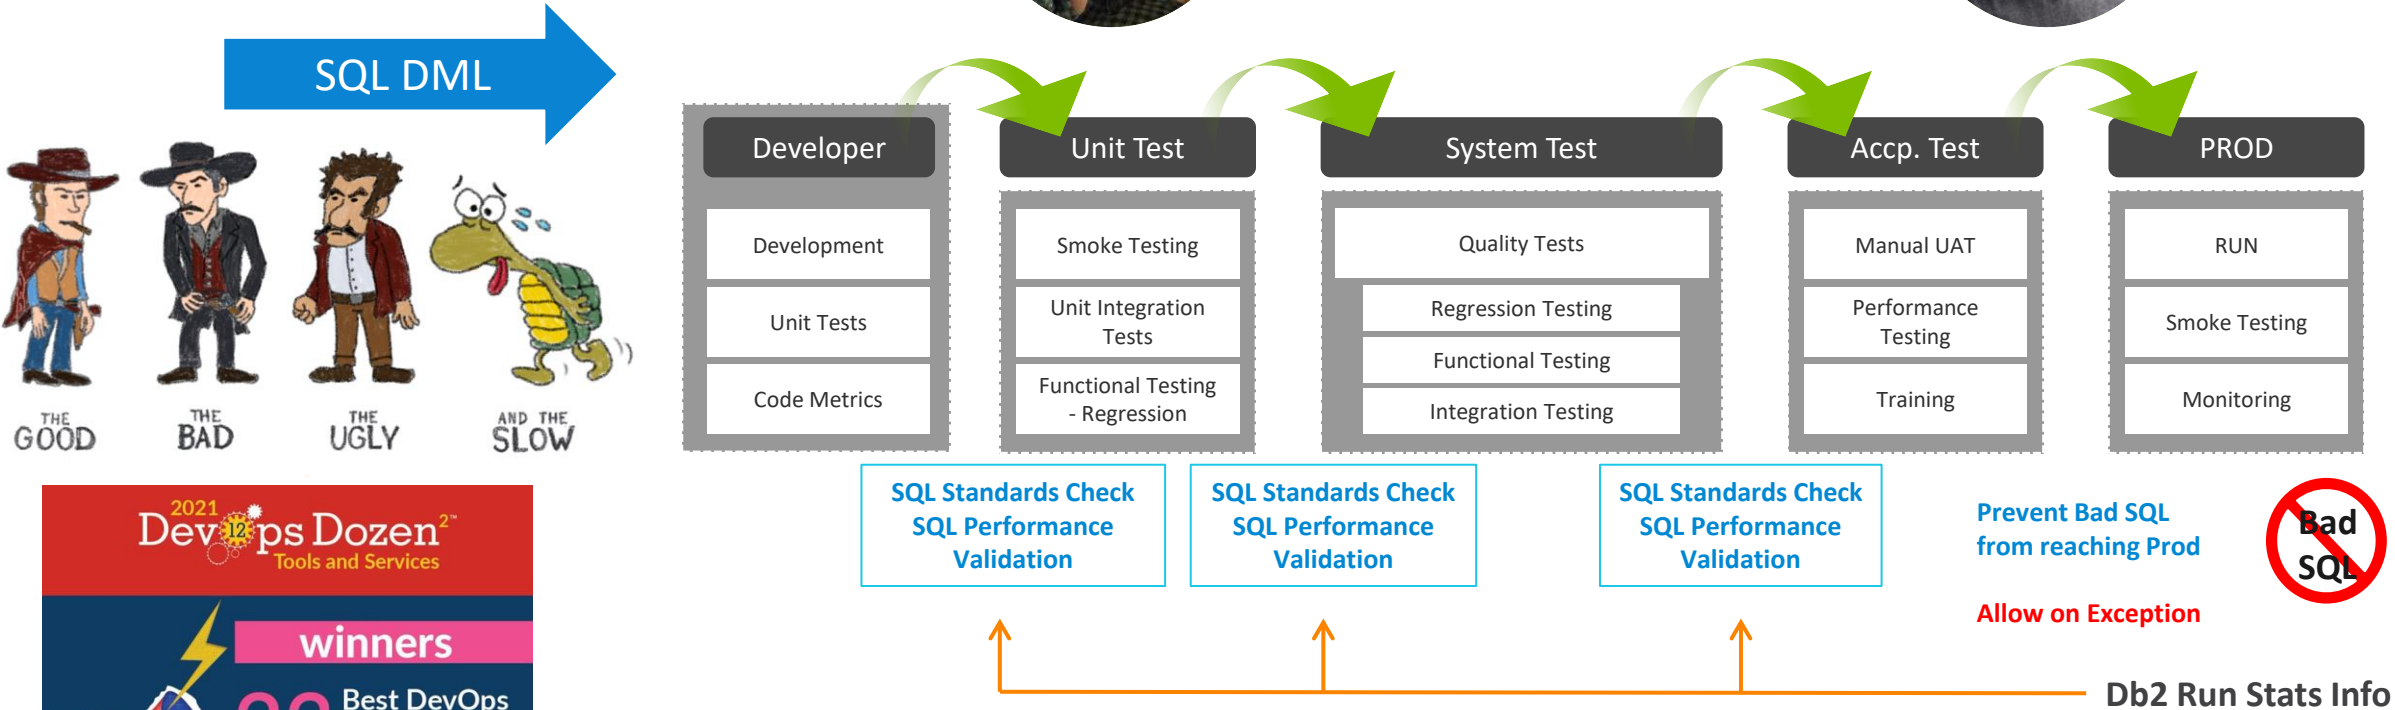 SQL DML
THE
GOOD
THE
BAD
THE
UGLY
AND THE
SLOW
2021
DevOps Dozen²™
12
Tools and Services
winners
Best DevOps
Developer
Development
Unit Tests
Code Metrics
Unit Test
Smoke Testing
Unit Integration
Tests
Functional Testing
- Regression
System Test
Quality Tests
Regression Testing
Functional Testing
Integration Testing
Accp. Test
Manual UAT
Performance
Testing
Training
PROD
RUN
Smoke Testing
Monitoring
SQL Standards Check
SQL Performance
Validation
SQL Standards Check
SQL Performance
Validation
SQL Standards Check
SQL Performance
Validation
Prevent Bad SQL
from reaching Prod
Allow on Exception
Bad
SQL
Db2 Run Stats Info